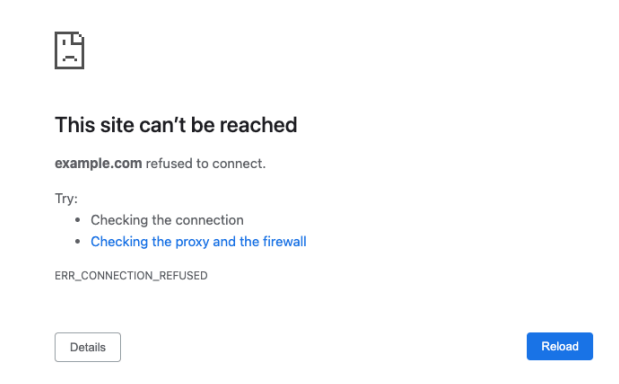 This site can’t be reached
example.com refused to connect.
Try:
Checking the connection
Checking the proxy and the firewall
ERR_CONNECTION_REFUSED
Details
Reload